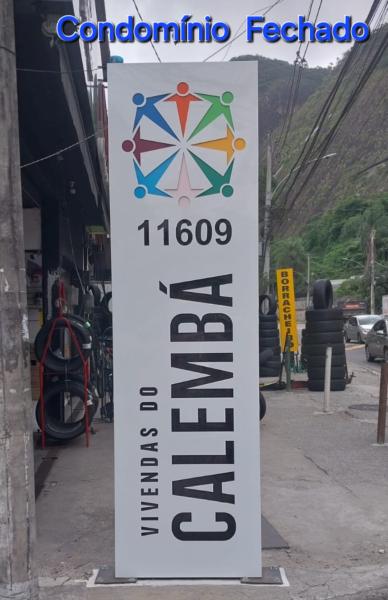 Condomínio Fechado
11609
VIVENDAS DO
CALEMBÁ
BORRACHEIRO